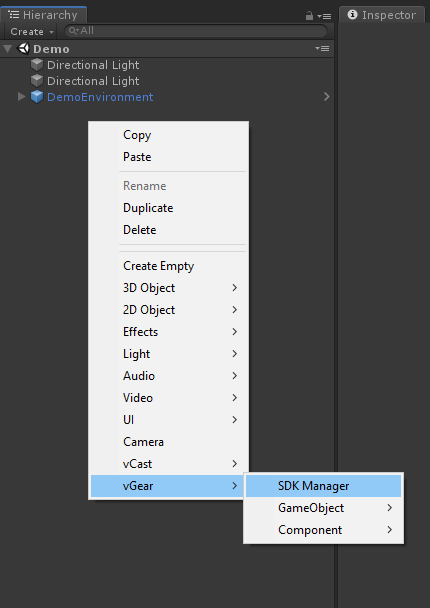 Hierarchy
Inspector
Create
All
Demo
Directional Light
Directional Light
DemoEnvironment
Copy
Paste
Rename
Duplicate
Delete
Create Empty
3D Object
2D Object
Effects
Light
Audio
Video
UI
Camera
vCast
vGear
SDK Manager
GameObject
Component